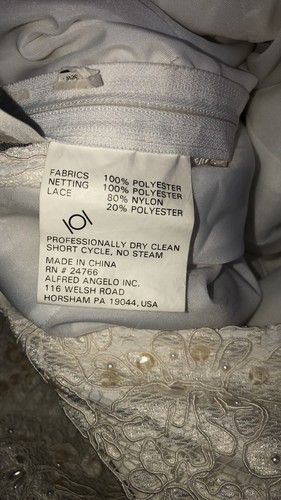 FABRICS 100% POLYESTER
NETTING 100% POLYESTER
LACE 80% NYLON
20% POLYESTER
PROFESSIONALLY DRY CLEAN
SHORT CYCLE, NO STEAM
MADE IN CHINA
RN # 24766
ALFRED ANGELO INC.
116 WELSH ROAD
HORSHAM PA 19044, USA